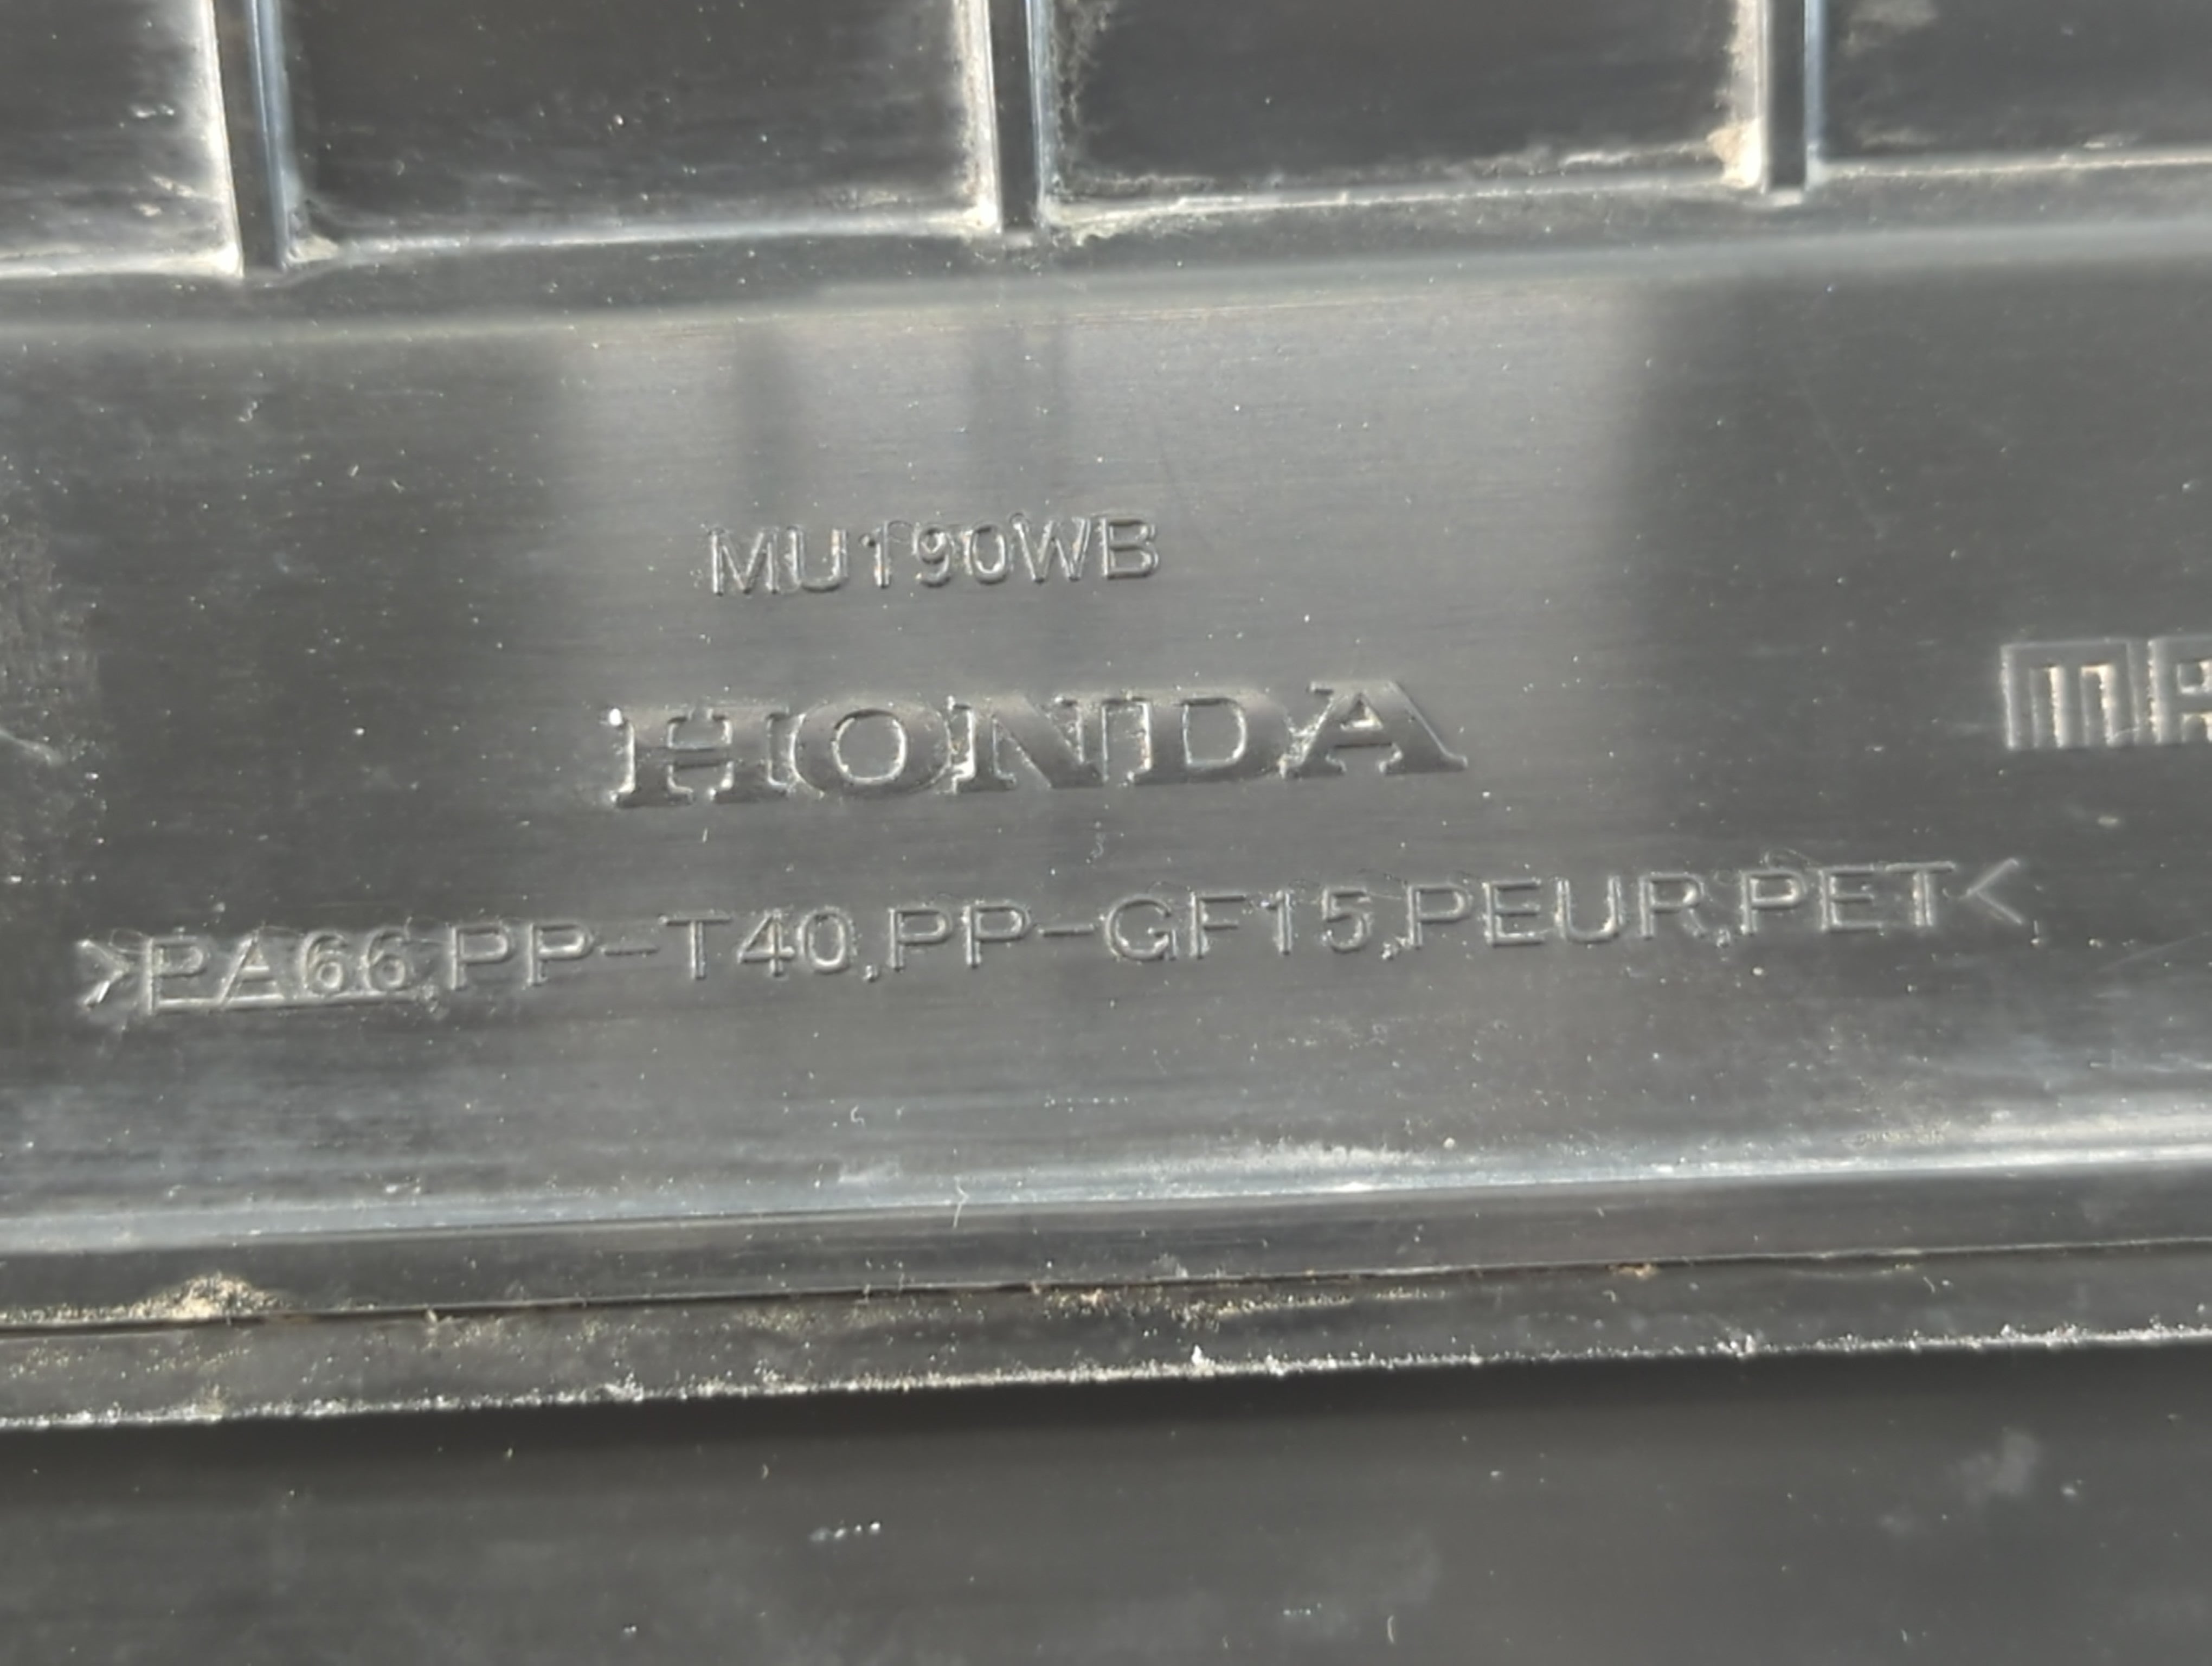 MU190WB
HONDA
>PA66,PP-T40,PP-GF15,PEUR,PET<